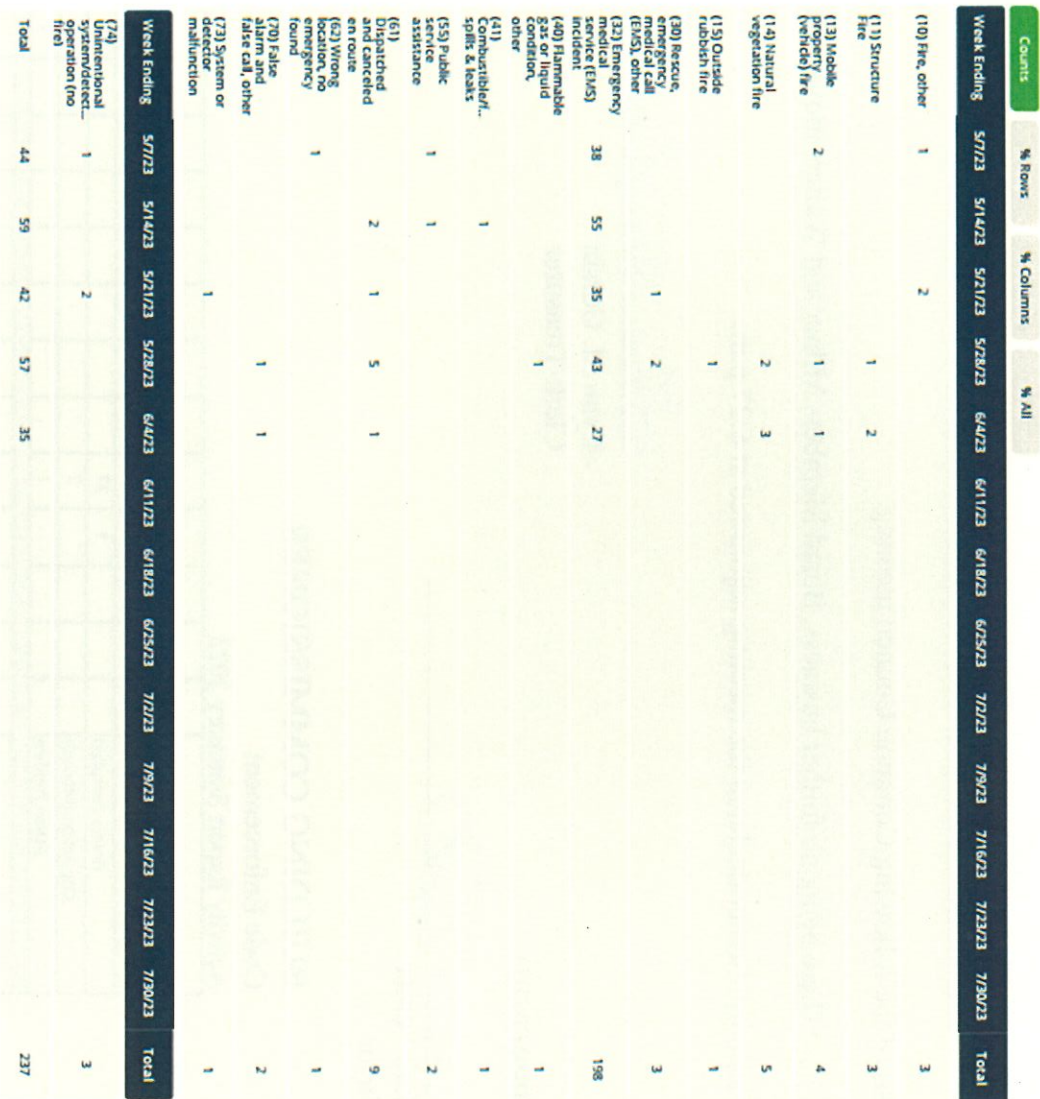 Counts % Rows % Columns % All
Week Ending 5/7/23 5/14/23 5/21/23 5/28/23 6/4/23 6/11/23 6/18/23 6/25/23 7/2/23 7/9/23 7/16/23 7/23/23 7/30/23 Total
(10) Fire, other 1 2 3
(11) Structure
Fire 1 2 3
(13) Mobile
property
(vehicle) fire 2 1 1 4
(14) Natural
vegetation fire 2 3 5
(15) Outside
rubbish fire 1 1
(30) Rescue,
emergency
medical call
(EMS), other 1 2 3
(32) Emergency
medical
service (EMS)
incident 38 55 35 43 27 198
(40) Flammable
gas or liquid
condition,
other 1 1
(41)
Combustible/f..
spills & leaks 1 1
(55) Public
service
assistance 1 1 2
(61)
Dispatched
and canceled
en route 2 1 5 1 9
(62) Wrong
location, no
emergency
found 1 1
(70) False
alarm and
false call, other 1 1 2
(73) System or
detector
malfunction 1 1
Week Ending 5/7/23 5/14/23 5/21/23 5/28/23 6/4/23 6/11/23 6/18/23 6/25/23 7/2/23 7/9/23 7/16/23 7/23/23 7/30/23 Total
(74)
Unintentional
system/detect...
operation (no
fire) 1 2 3
Total 44 59 42 57 35 237